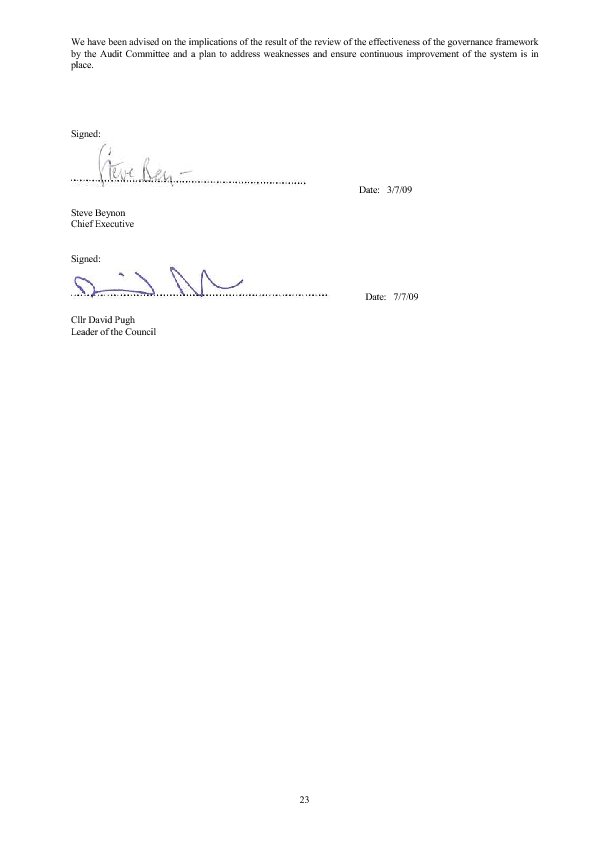 We have been advised on the implications of the result of the review of the effectiveness of the governance framework
by the Audit Committee and a plan to address weaknesses and ensure continuous improvement of the system is in
place.
Signed:
Steve Bey
Date: 3/7/09
Steve Beynon
Chief Executive
Signed:
Date: 7/7/09
Cllr David Pugh
Leader of the Council
23